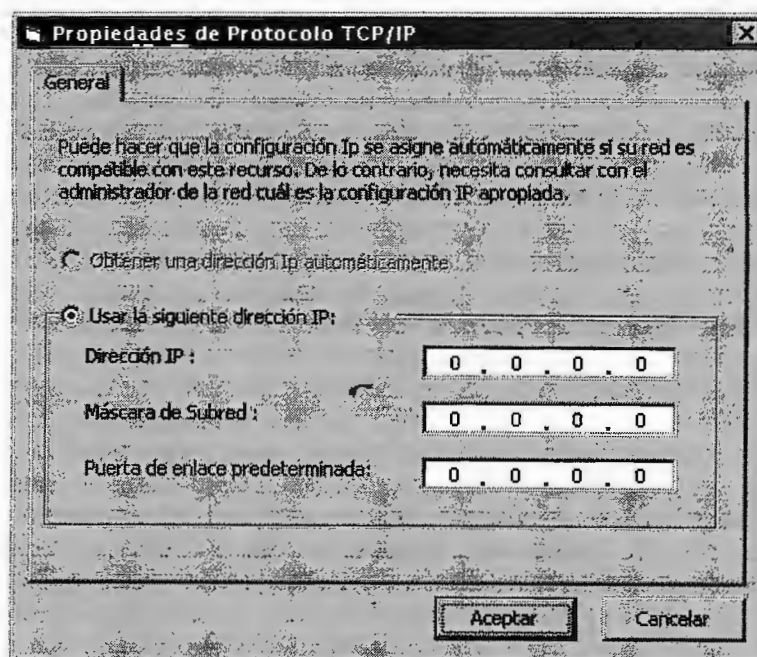 Propiedades de Protocolo TCP/IP
General
Puede hacer que la configuración Ip se asigne automáticamente si su red es
compatible con este recurso. De lo contrario, necesita consultar con el
administrador de la red cuál es la configuración IP apropiada.
Obtener una dirección Ip automáticamente
Usar la siguiente dirección IP:
Dirección IP : 0 . 0 . 0 . 0
Máscara de Subred : 0 . 0 . 0 . 0
Puerta de enlace predeterminada: 0 . 0 . 0 . 0
Aceptar Cancelar